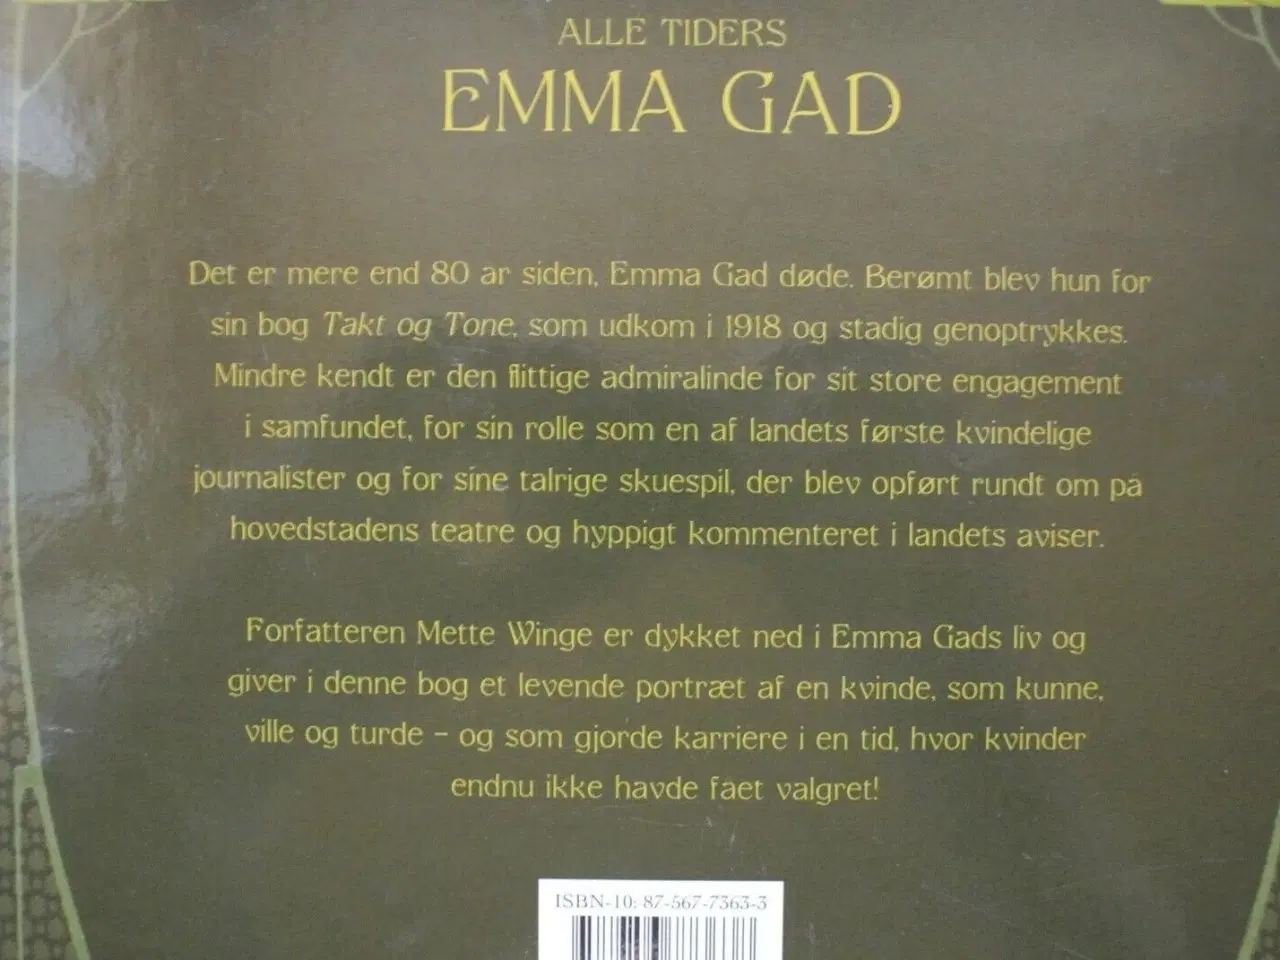 ALLE TIDERS
EMMA GAD
Det er mere end 80 år siden, Emma Gad døde. Berømt blev hun for
sin bog Takt og Tone, som udkom i 1918 og stadig genoptrykkes.
Mindre kendt er den flittige admiralinde for sit store engagement
i samfundet, for sin rolle som en af landets første kvindelige
journalister og for sine talrige skuespil, der blev opført rundt om på
hovedstadens teatre og hyppigt kommenteret i landets aviser.
Forfatteren Mette Winge er dykket ned i Emma Gads liv og
giver i denne bog et levende portræt af en kvinde, som kunne,
ville og turde – og som gjorde karriere i en tid, hvor kvinder
endnu ikke havde fået valgret!
ISBN-10: 87-567-7363-3